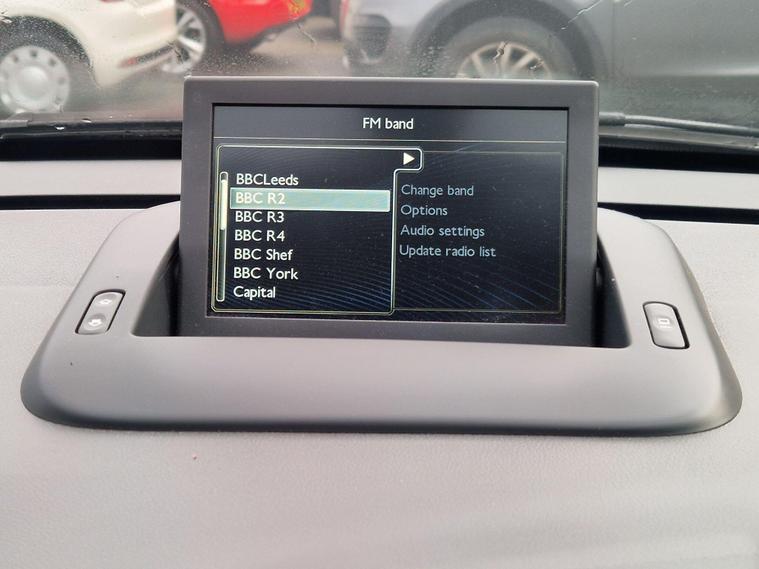 FM band
BBCLeeds
BBC R2
BBC R3
BBC R4
BBC Shef
BBC York
Capital
Change band
Options
Audio settings
Update radio list